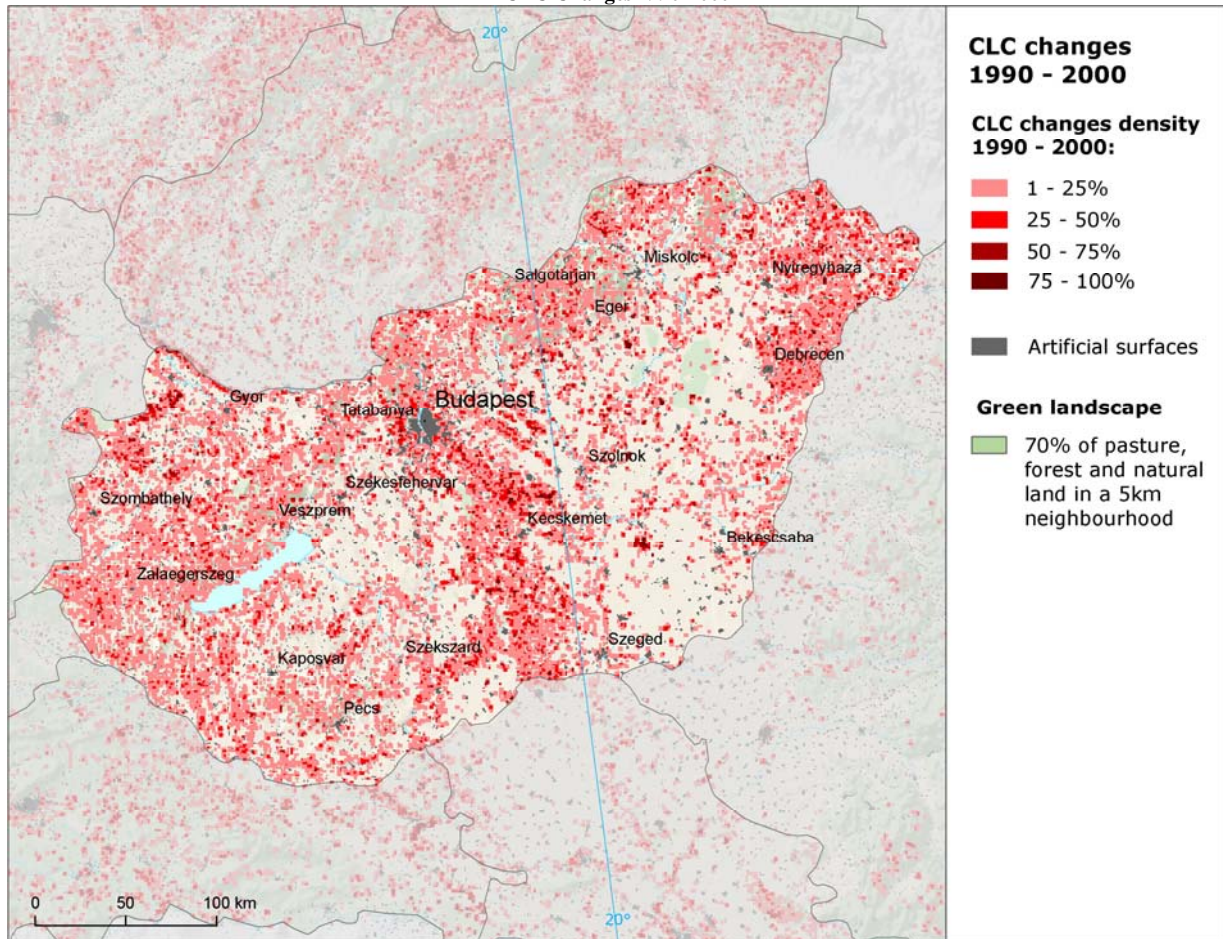 20°
Salgotarjan
Miskolc
Nyiregyhaza
Eger
Debrecen
Gyor
Tatabanya
Budapest
Szolnok
Szekesfehervar
Szombathely
Veszprem
Kecskemet
Bekescsaba
Zalaegerszeg
Kaposvar
Szekszard
Szeged
Pecs
0 50 100 km
20°
CLC changes
1990 - 2000
CLC changes density
1990 - 2000:
1 - 25%
25 - 50%
50 - 75%
75 - 100%
Artificial surfaces
Green landscape
70% of pasture,
forest and natural
land in a 5km
neighbourhood